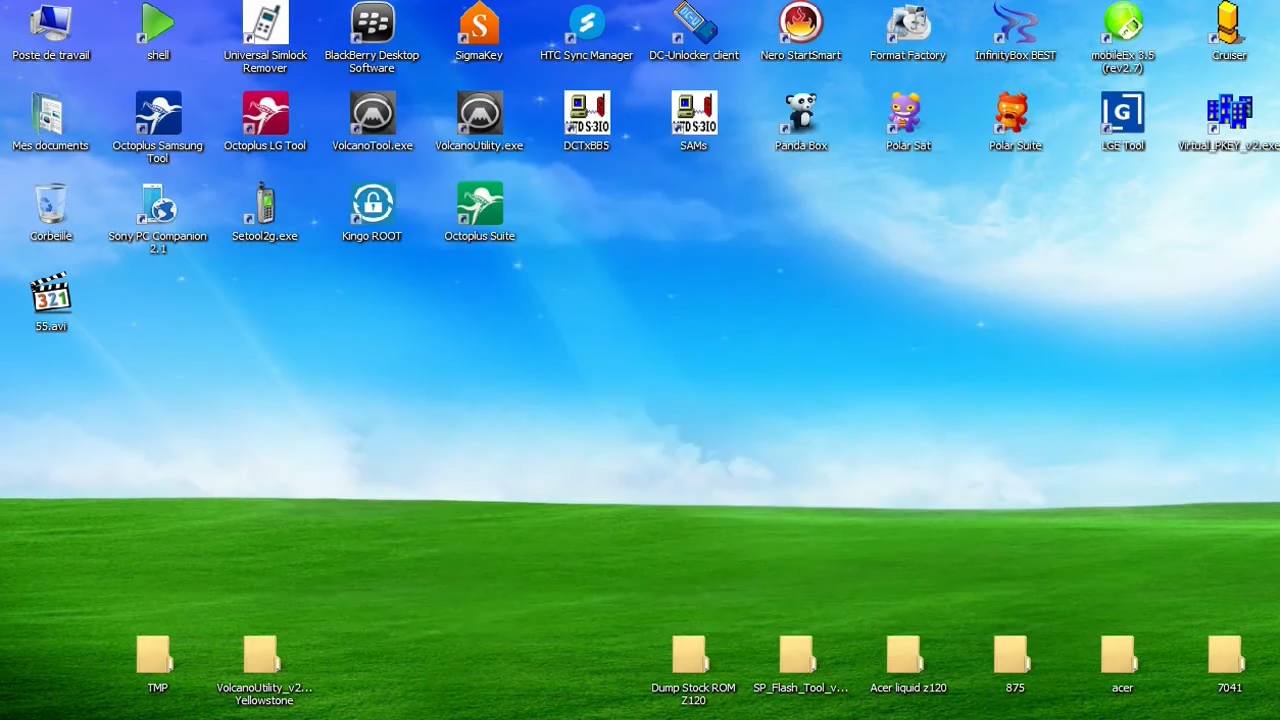 Poste de travail
shell
Universal Simlock
Remover
BlackBerry Desktop
Software
S
SigmaKey
HTC Sync Manager
DC-Unlocker client
Nero StartSmart
Format Factory
InfinityBox BEST
mobileEx 3.5
(rev2.7)
Cruiser
Mes documents
Octoplus Samsung
Tool
Octoplus LG Tool
VolcanoTool.exe
VolcanoUtility.exe
DCTxBB5
SAMs
Panda Box
Polar Sat
Polar Suite
G
LGE Tool
Virtual_PKEY_v2.exe
Corbeille
Sony PC Companion
2.1
Setool2g.exe
Kingo ROOT
Octoplus Suite
321
55.avi
TMP
VolcanoUtility_v2...
Yellowstone
Dump Stock ROM
Z120
SP_Flash_Tool_v...
Acer liquid z120
875
acer
7041